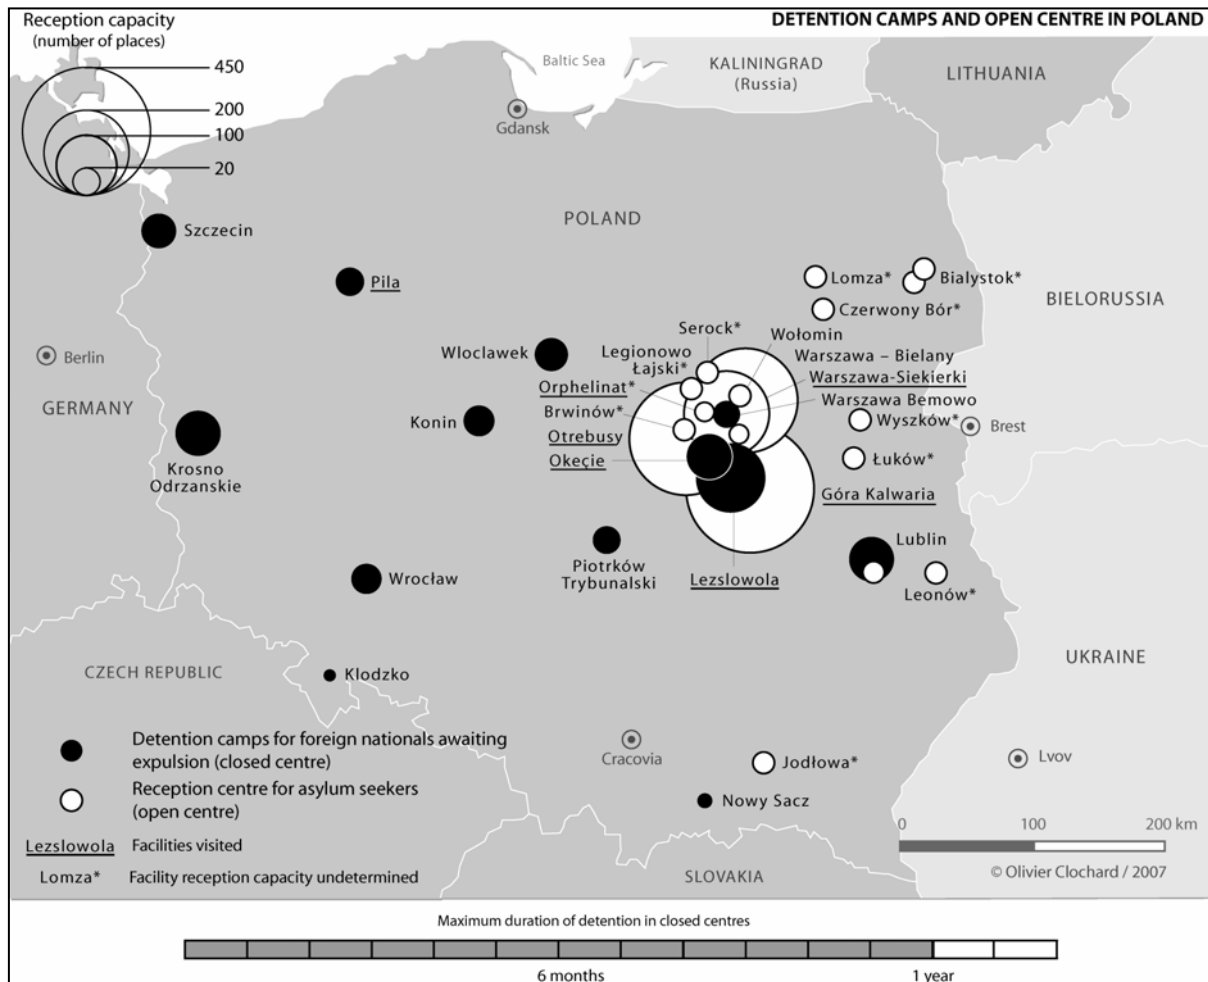 Reception capacity
(number of places)
450
200
100
20
DETENTION CAMPS AND OPEN CENTRE IN POLAND
Baltic Sea
KALININGRAD
(Russia)
LITHUANIA
Gdansk
POLAND
Szczecin
Pila
Lomza*
Bialystok*
Czerwony Bór*
BIELORUSSIA
Serock*
Wołomin
Berlin
Wloclawek
Legionowo
Łajski*
Warszawa – Bielany
Warszawa-Siekierki
Orphelinat*
Warszawa Bemowo
GERMANY
Konin
Brwinów*
Wyszków*
Brest
Otrebusy
Okęçie
Łuków*
Krosno
Odrzanskie
Góra Kalwaria
Lublin
Piotrków
Trybunalski
Wrocław
Lezslowola
Leonów*
CZECH REPUBLIC
Klodzko
UKRAINE
Detention camps for foreign nationals awaiting
expulsion (closed centre)
Cracovia
Jodłowa*
Lvov
Reception centre for asylum seekers
(open centre)
Nowy Sacz
0
100
200 km
Lezslowola Facilities visited
Lomza* Facility reception capacity undetermined
SLOVAKIA
© Olivier Clochard / 2007
Maximum duration of detention in closed centres
6 months
1 year